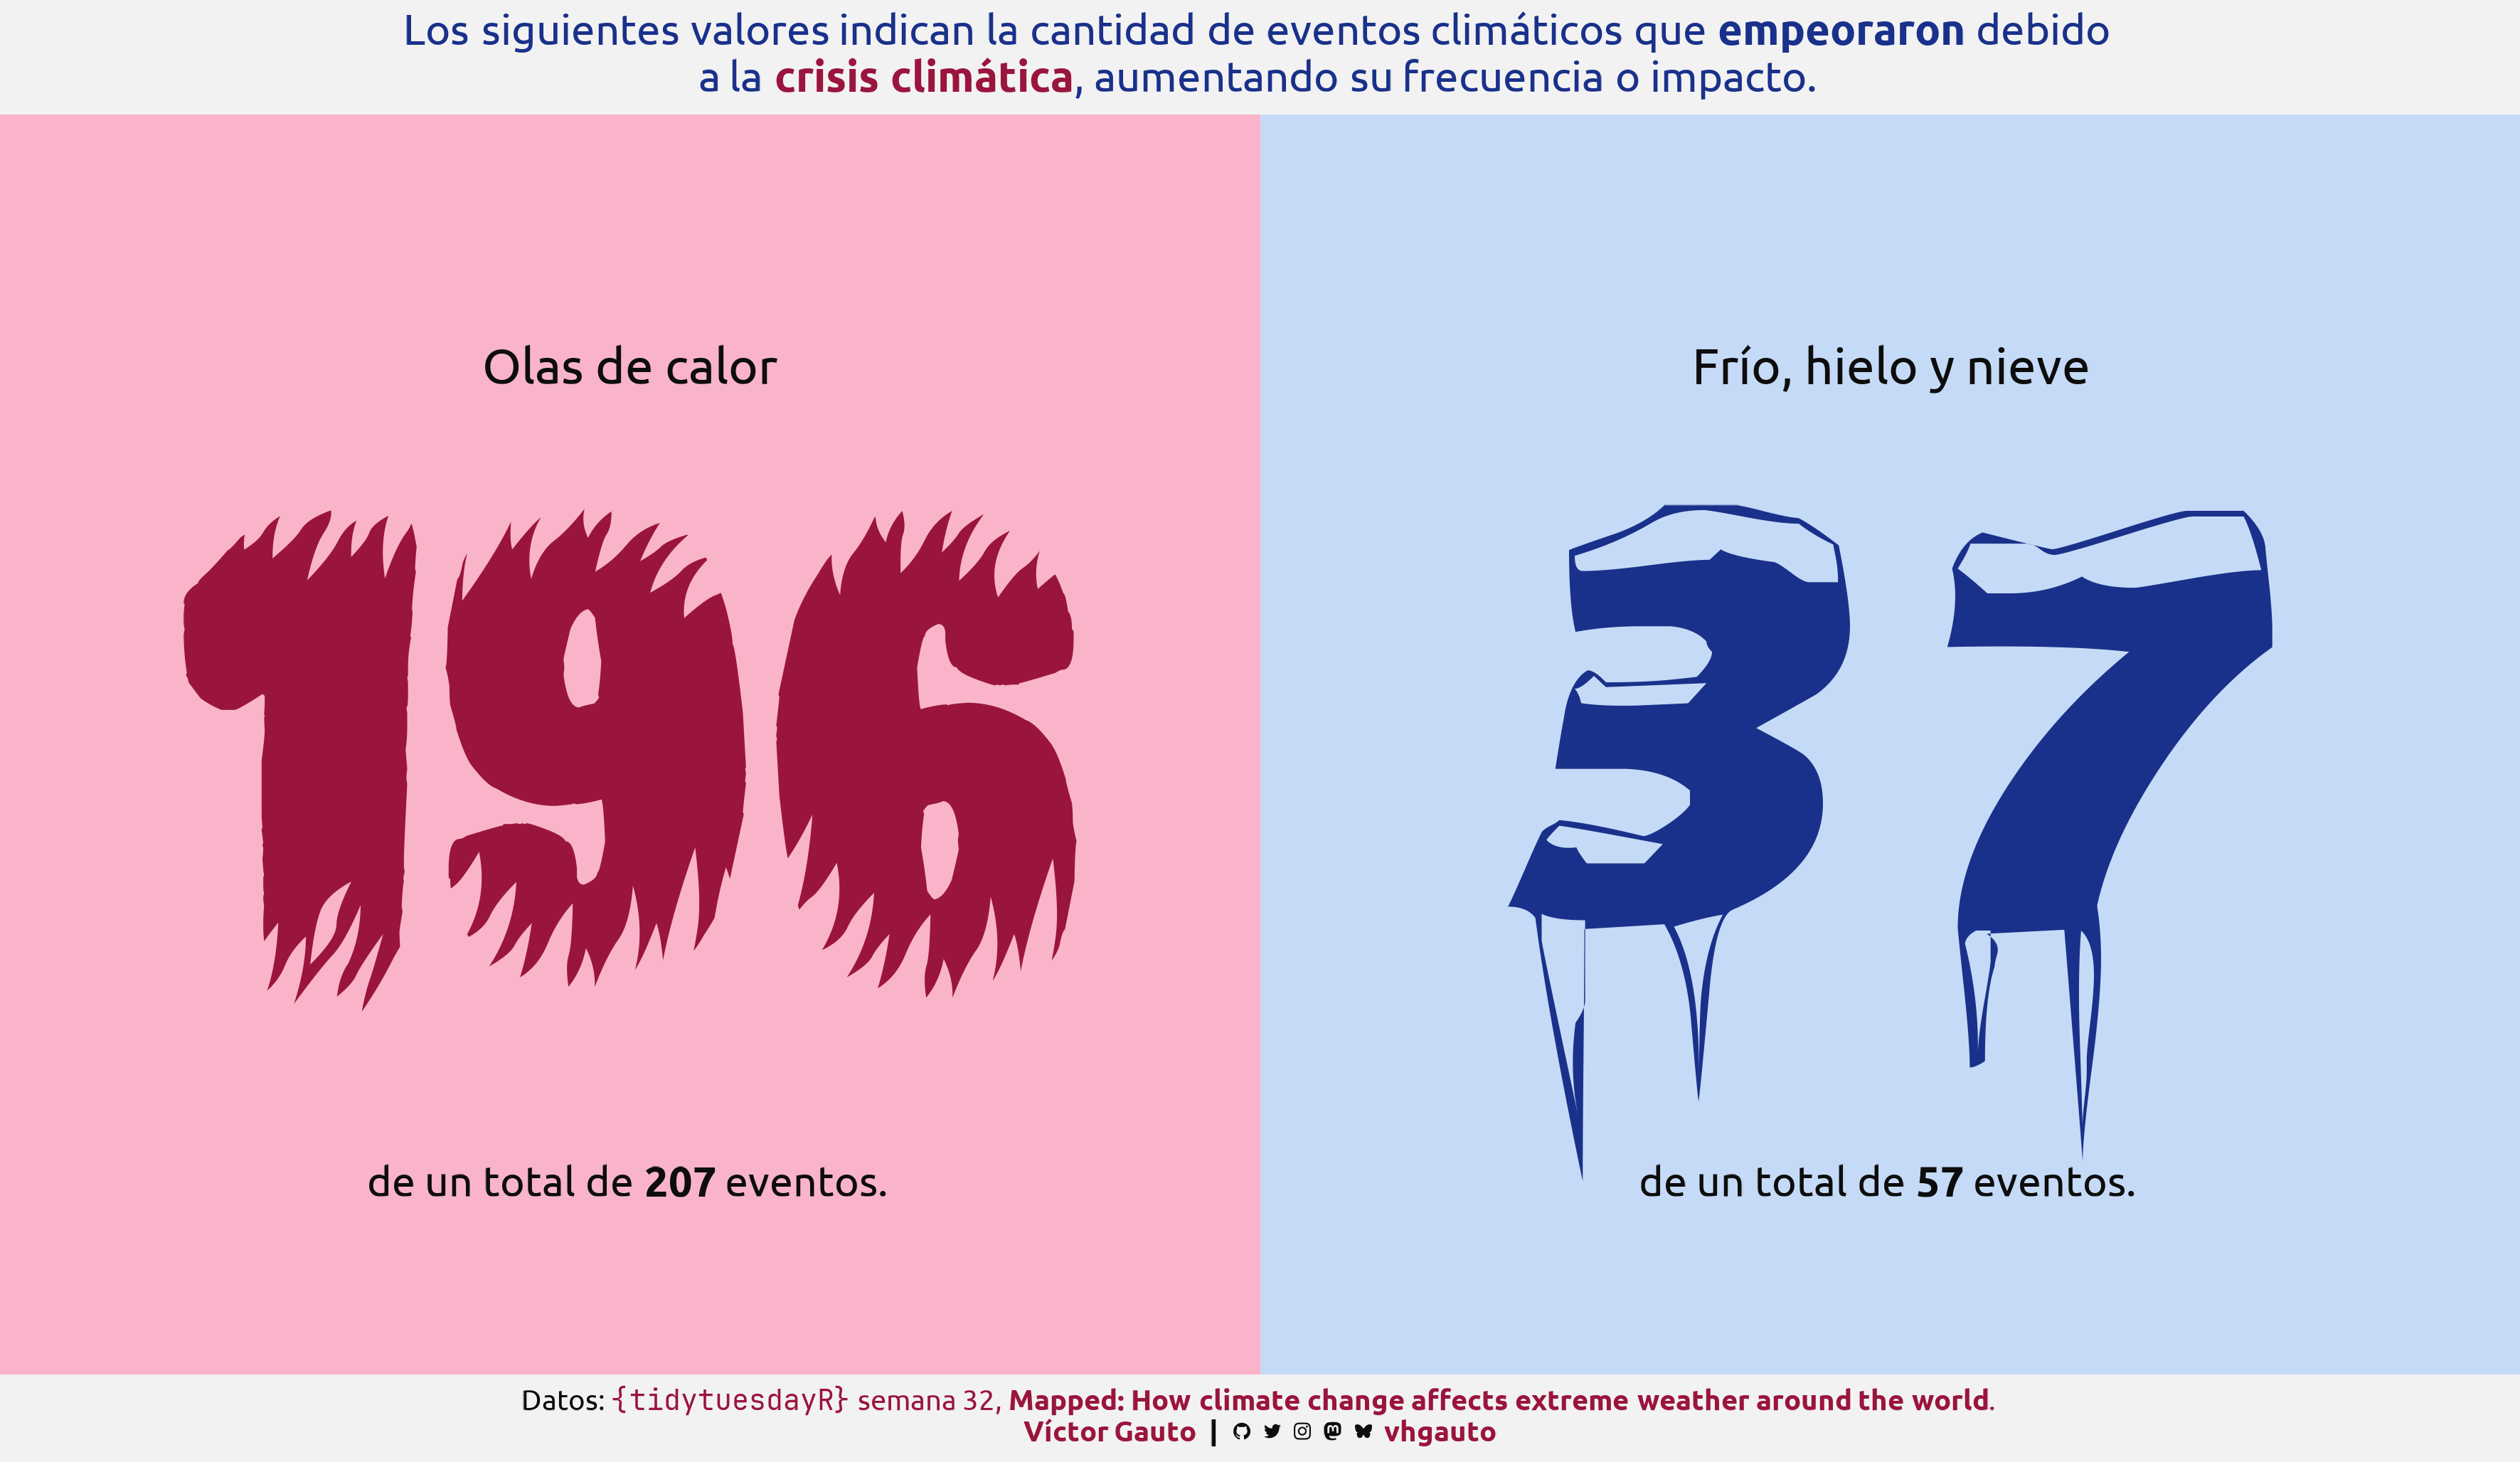 Los siguientes valores indican la cantidad de eventos climáticos que empeoraron debido
a la crisis climática, aumentando su frecuencia o impacto.
Olas de calor
196
de un total de 207 eventos.
Frío, hielo y nieve
37
de un total de 57 eventos.
Datos: {tidytuesdayR} semana 32, Mapped: How climate change affects extreme weather around the world.
Víctor Gauto | vhgauto